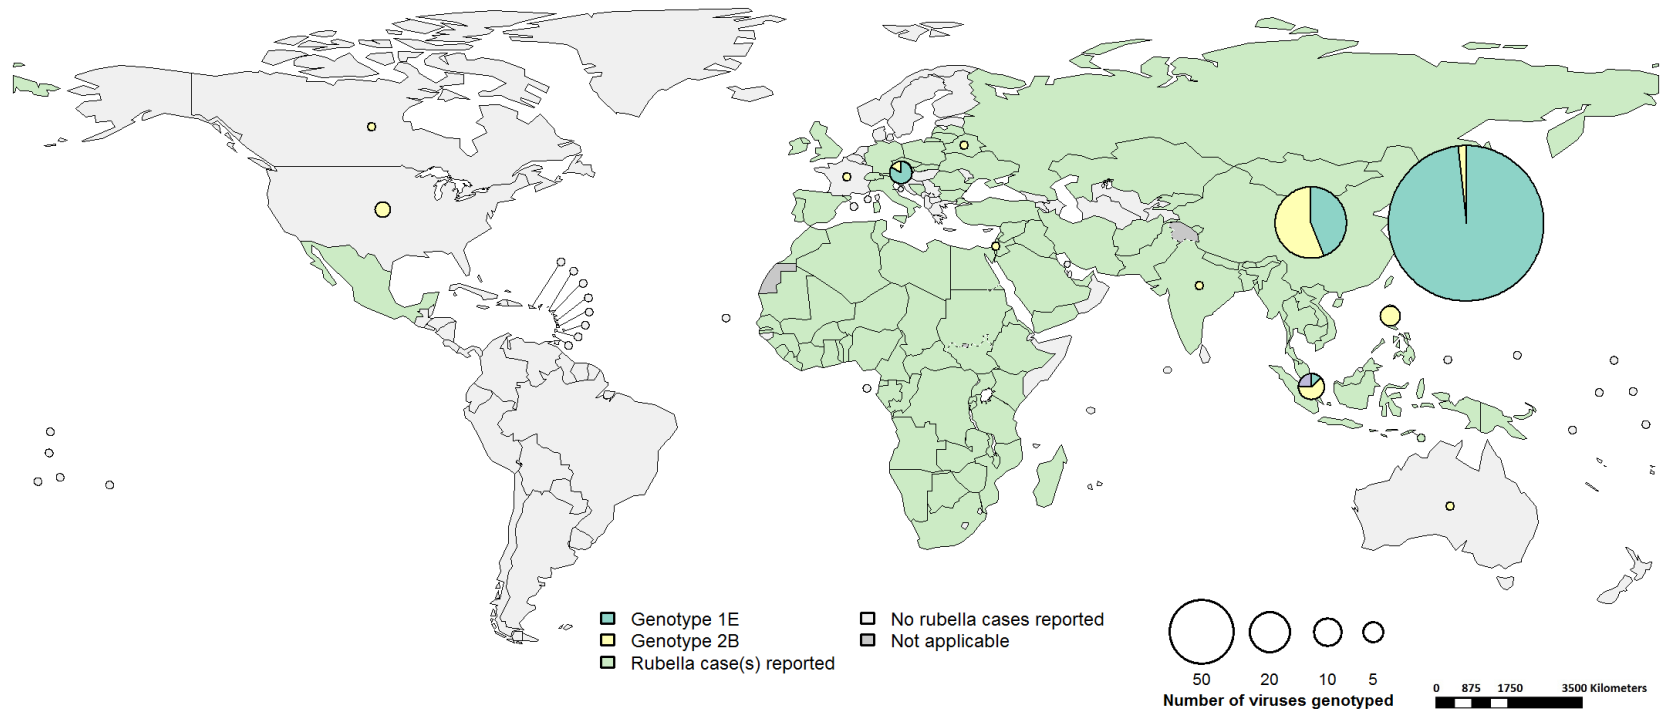 Genotype 1E
Genotype 2B
Rubella case(s) reported
No rubella cases reported
Not applicable
50 20 10 5
Number of viruses genotyped
0 875 1750 3500 Kilometers